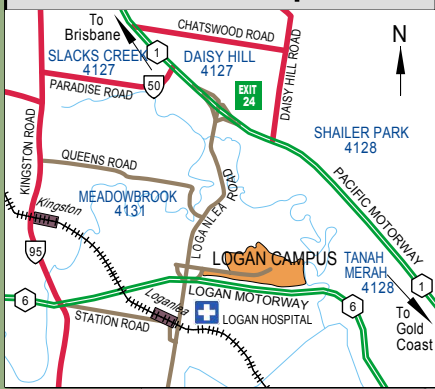 To
Brisbane
CHATSWOOD ROAD
N
SLACKS CREEK
4127
1
DAISY HILL
4127
PARADISE ROAD
50
EXIT
24
DAISY HILL ROAD
SHAILER PARK
4128
KINGSTON ROAD
QUEENS ROAD
LOGANLEA ROAD
PACIFIC MOTORWAY
MEADOWBROOK
4131
Kingston
95
LOGAN CAMPUS
TANAH
MERAH
4128
1
6
LOGAN MOTORWAY
6
Loganlea
STATION ROAD
LOGAN HOSPITAL
To
Gold
Coast